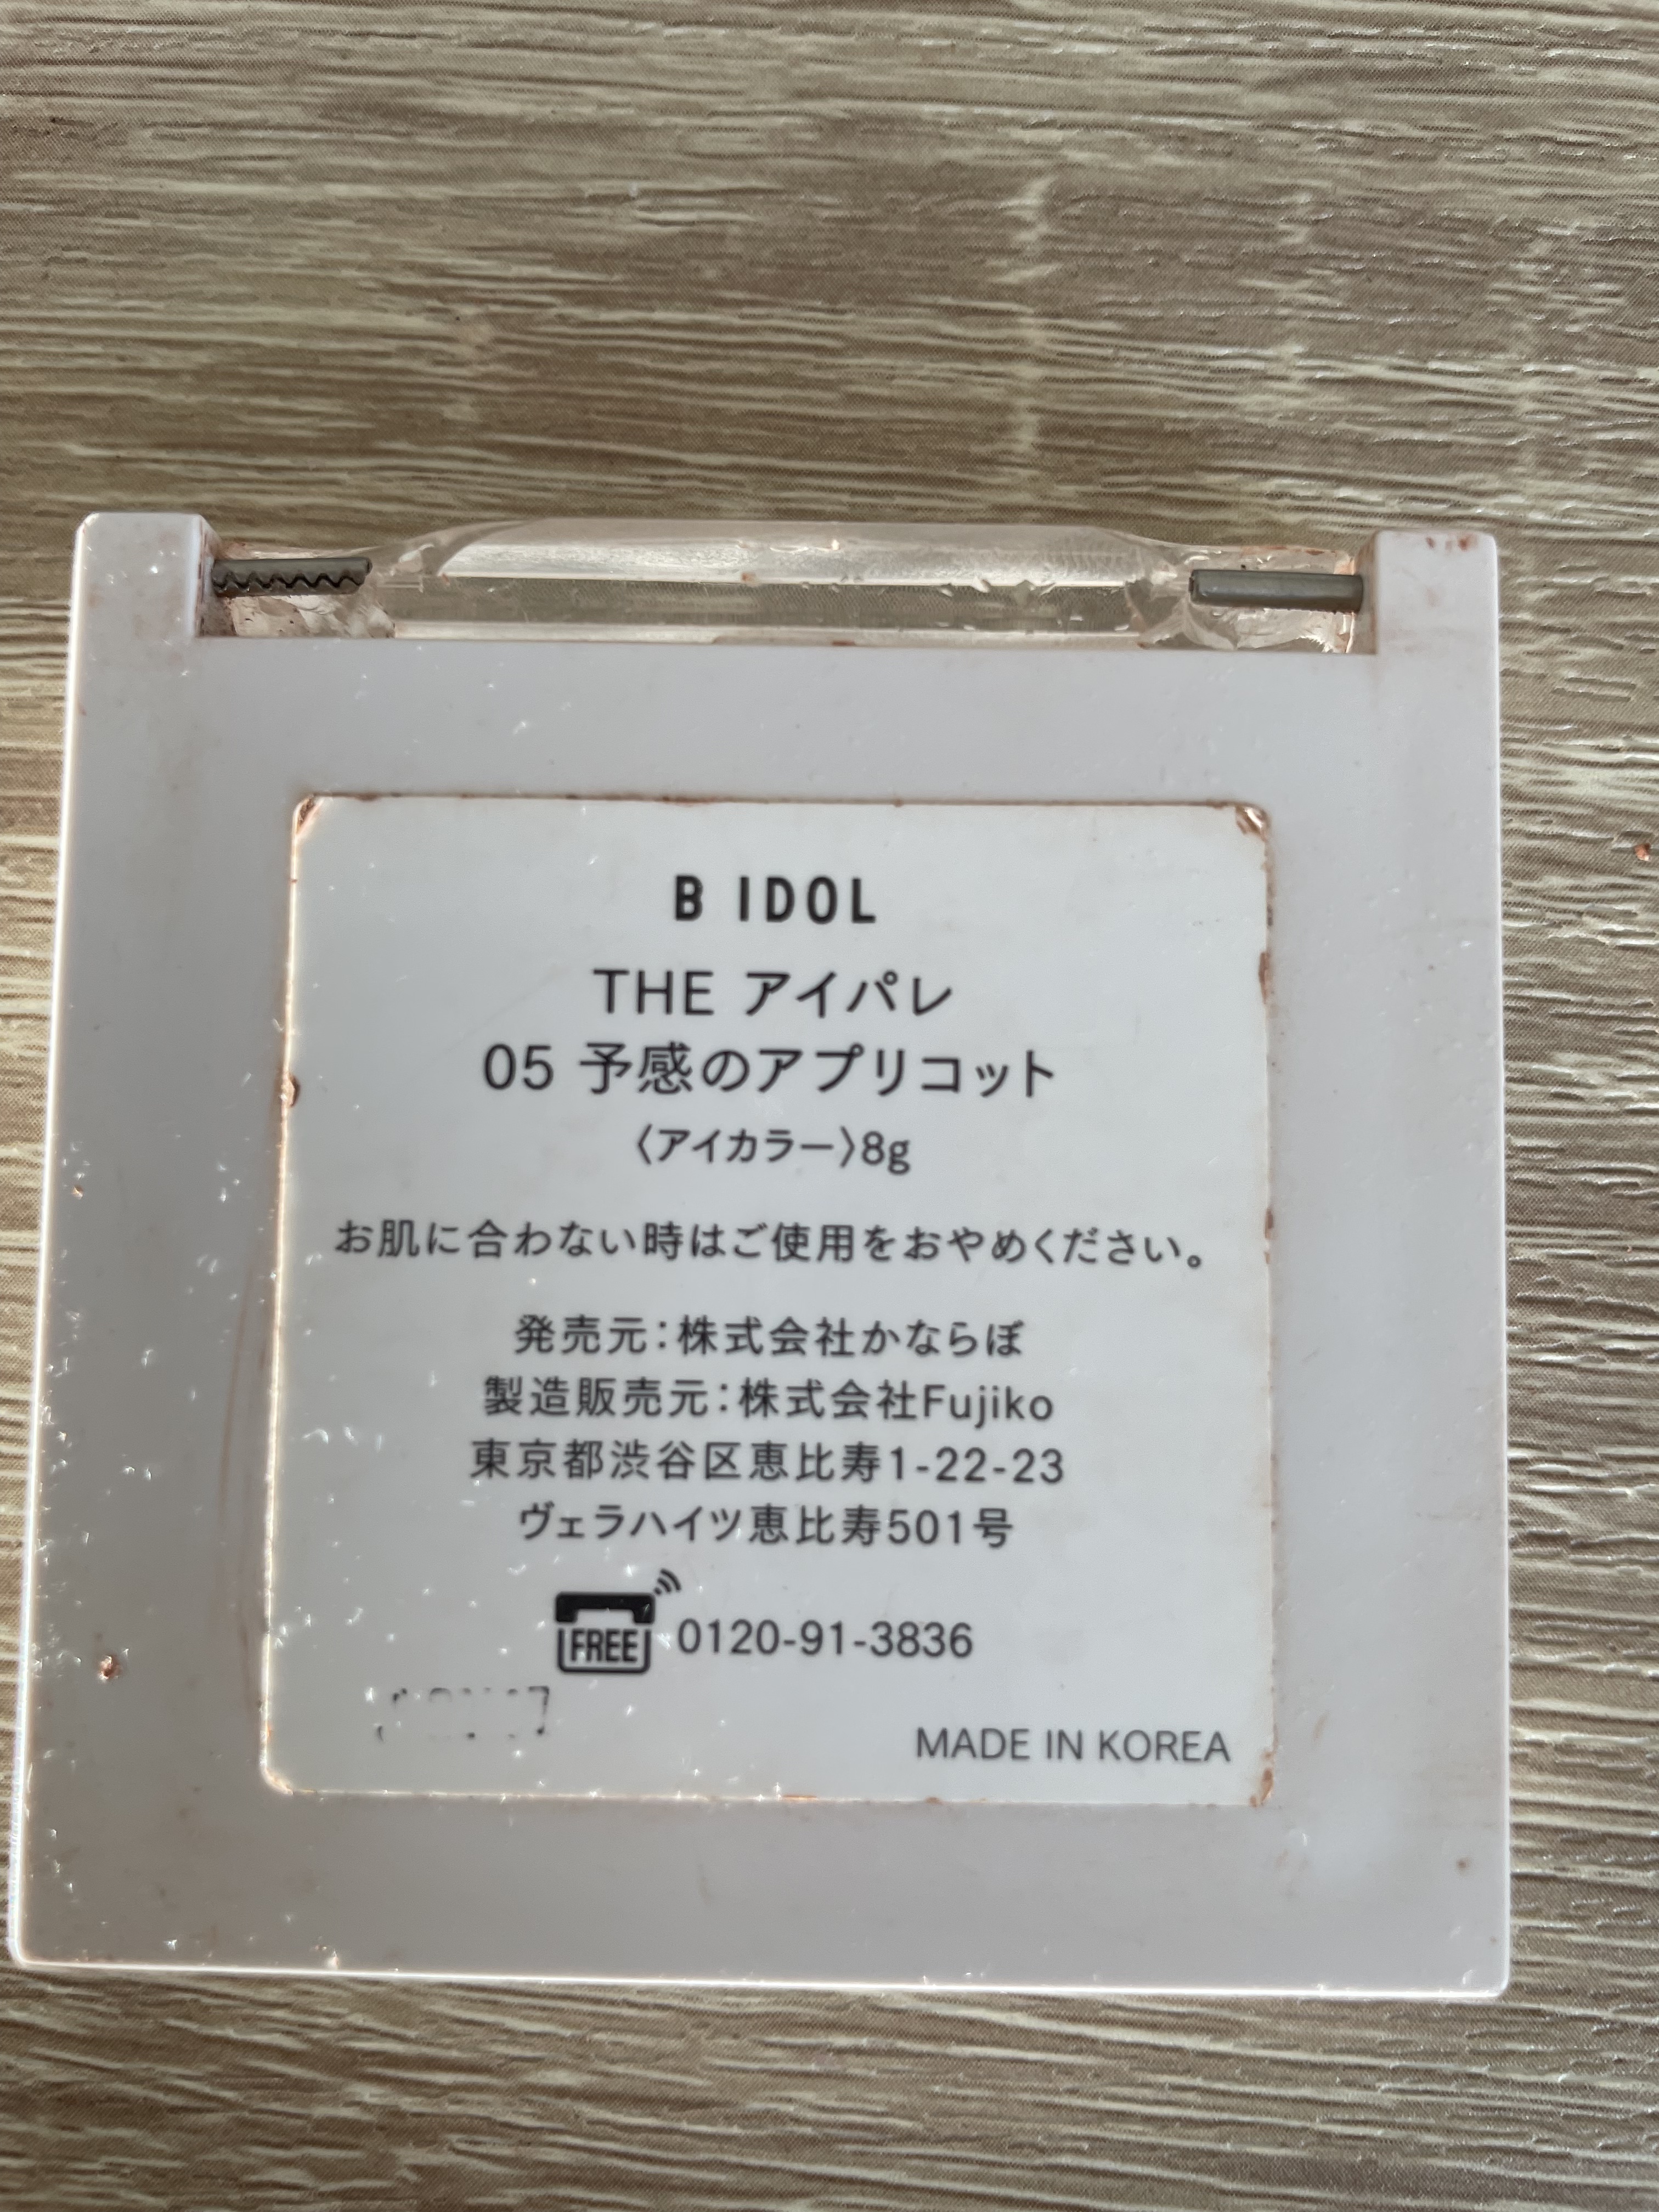 B IDOL
THE アイパレ
05 予感のアプリコット
〈アイカラー〉8g
お肌に合わない時はご使用をおやめください。
発売元：株式会社かならぼ
製造販売元：株式会社Fujiko
東京都渋谷区恵比寿1-22-23
ヴェラハイツ恵比寿501号
FREE 0120-91-3836
MADE IN KOREA